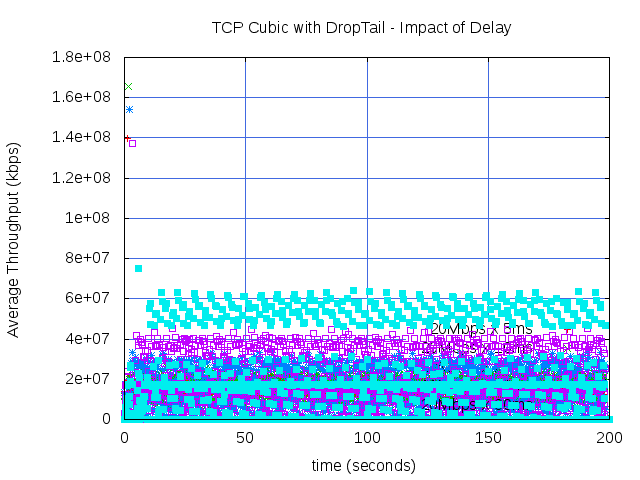 TCP Cubic with DropTail - Impact of Delay
Average Throughput (kbps)
1.8e+08
1.6e+08
1.4e+08
1.2e+08
1e+08
8e+07
6e+07
4e+07
2e+07
0
20Mbps x 5ms
0
50
100
150
200
time (seconds)